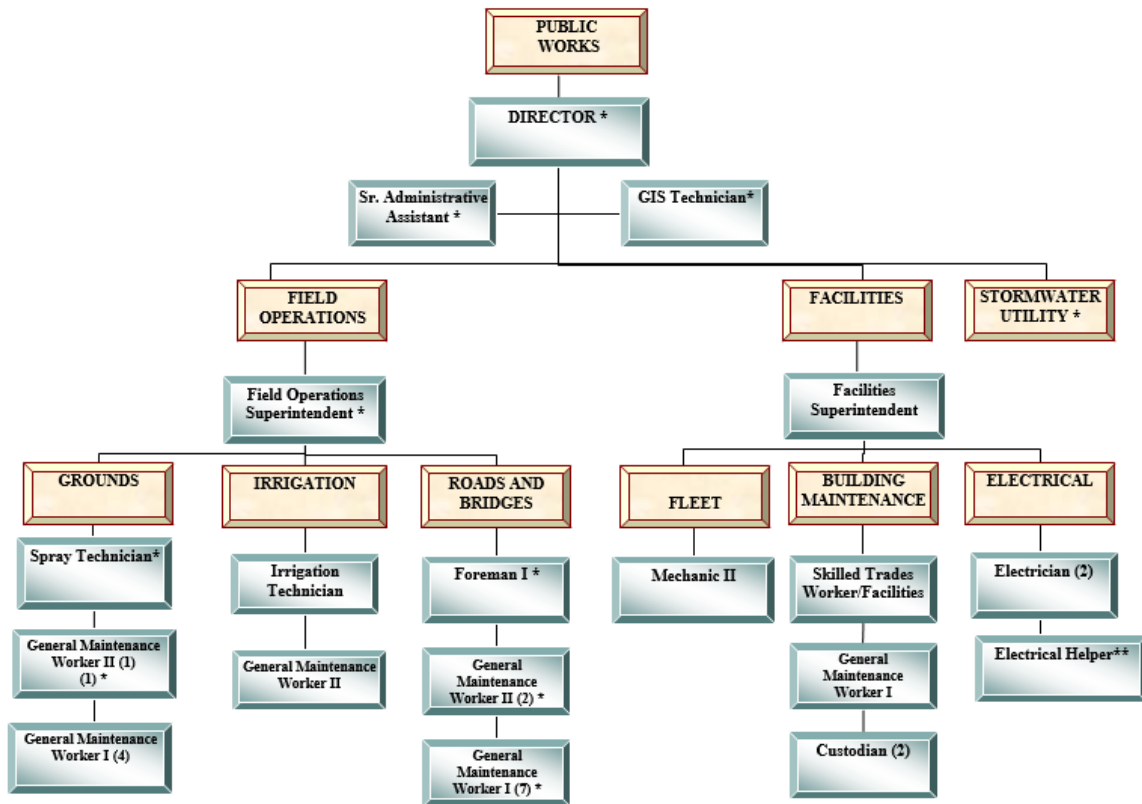 PUBLIC
WORKS
DIRECTOR *
Sr. Administrative
Assistant *
GIS Technician*
FIELD
OPERATIONS
FACILITIES
STORMWATER
UTILITY *
Field Operations
Superintendent *
Facilities
Superintendent
GROUNDS
IRRIGATION
ROADS AND
BRIDGES
FLEET
BUILDING
MAINTENANCE
ELECTRICAL
Spray Technician*
Irrigation
Technician
Foreman I *
Mechanic II
Skilled Trades
Worker/Facilities
Electrician (2)
General Maintenance
Worker II (1)
(1) *
General Maintenance
Worker II
General
Maintenance
Worker II (2) *
General
Maintenance
Worker I
Electrical Helper**
General Maintenance
Worker I (4)
General
Maintenance
Worker I (7) *
Custodian (2)